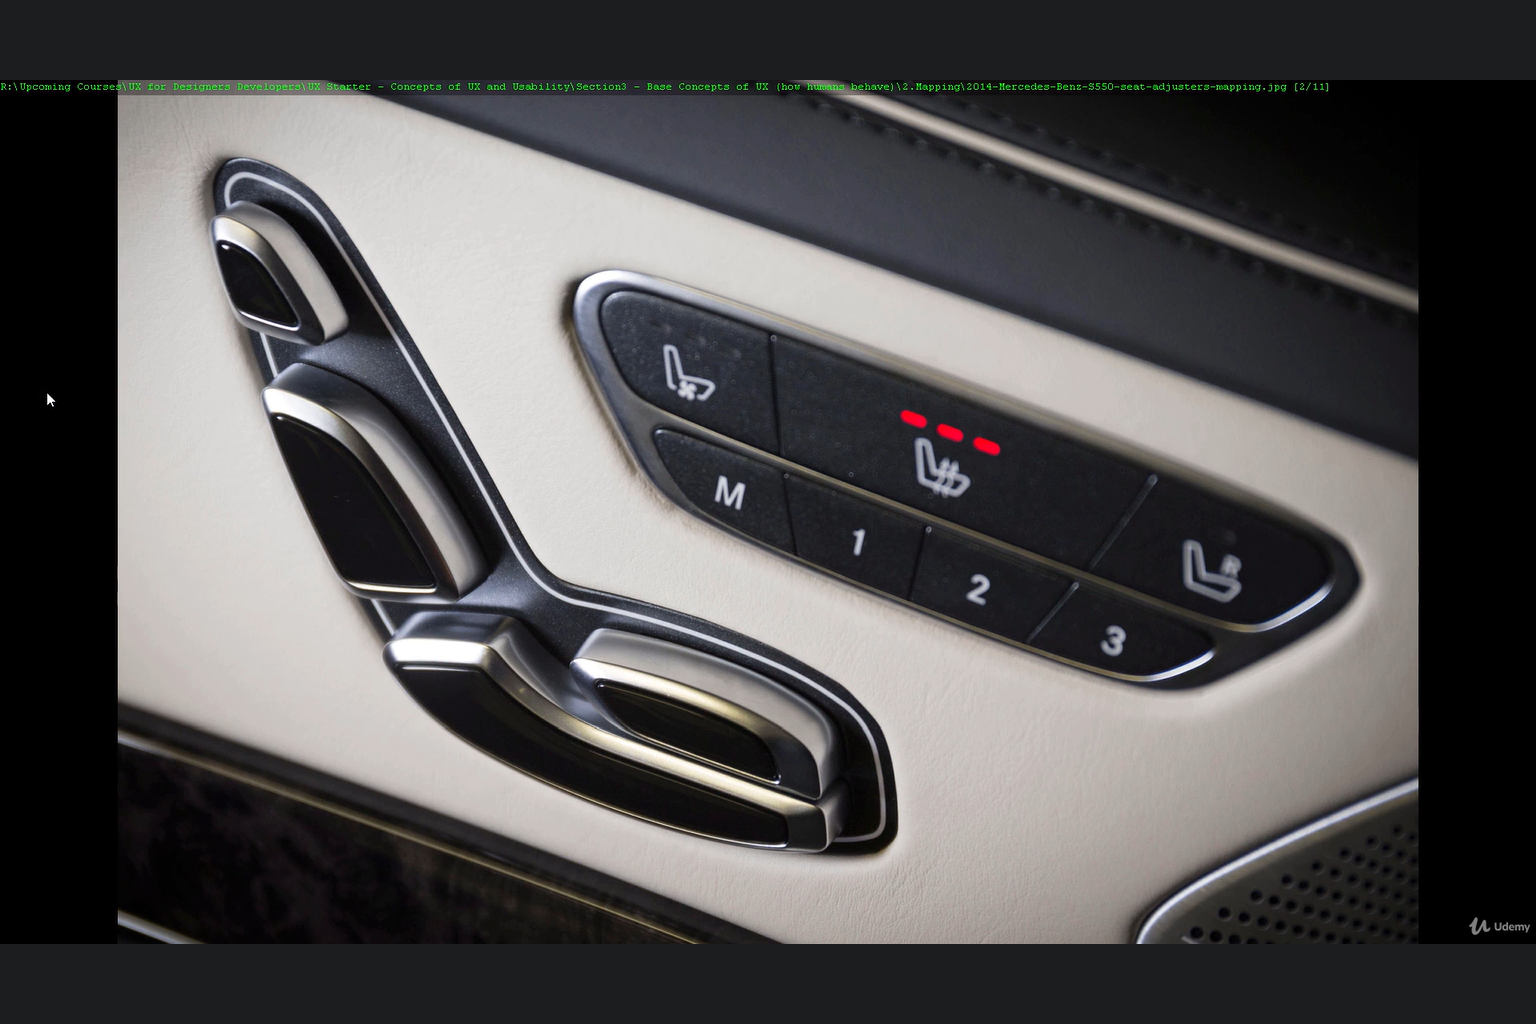 R:\Upcoming Courses\UX for Designers Developers\UX Starter - Concepts of UX and Usability\Section3 - Base Concepts of UX (how humans behave)\2.Mapping\2014-Mercedes-Benz-S550-seat-adjusters-mapping.jpg [2/11]
M
1
2
3
R
Udemy